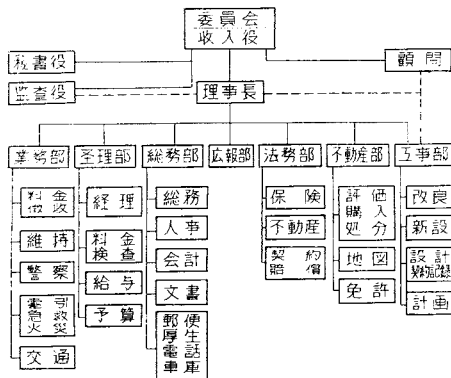 委員会
収入役
秘書役
顧問
監査役
理事長
業務部 圣理部 総務部 広報部 法務部 不動産部 工事部
料金
徴収
維持
警察
急救
火災
交通
経理
料金
検査
給与
予算
総務
人事
会計
文書
郵便
厚生
電話
車庫
保険
不動産
契約
賠償
評価
購入
処分
地図
免許
改良
新設
設計
契約記録
計画